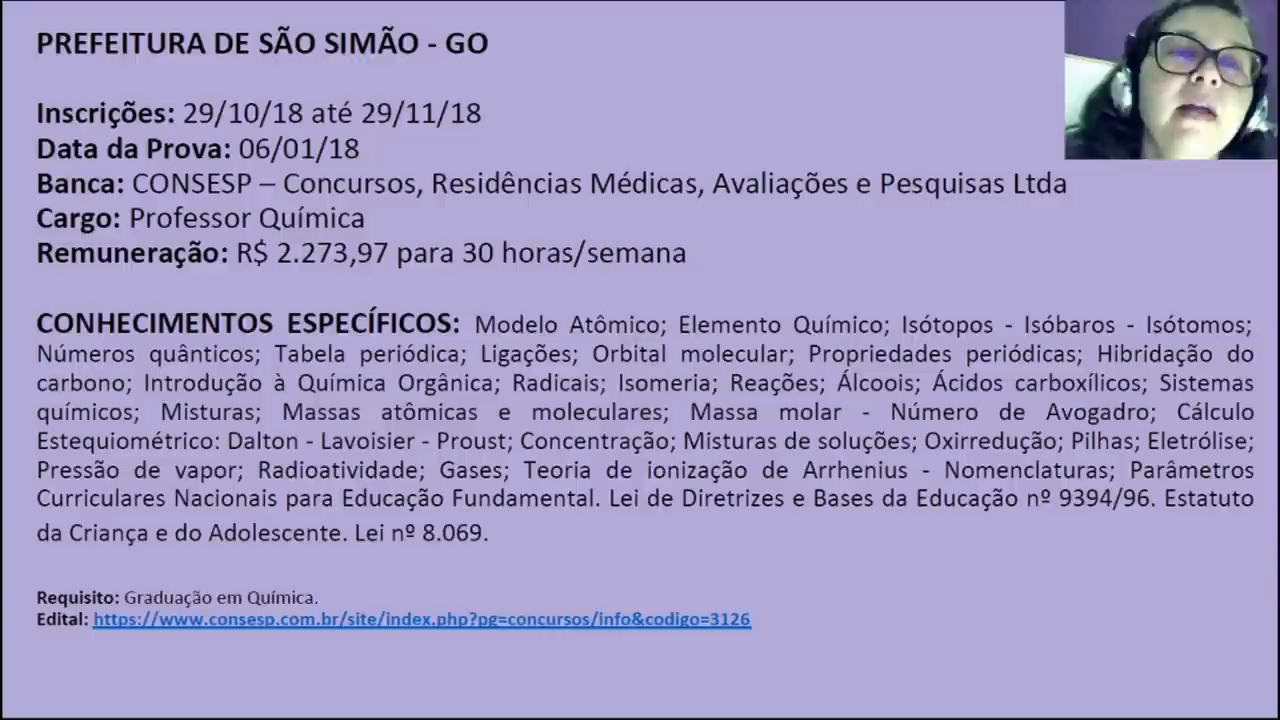 PREFEITURA DE SÃO SIMÃO - GO
Inscrições: 29/10/18 até 29/11/18
Data da Prova: 06/01/18
Banca: CONSESP – Concursos, Residências Médicas, Avaliações e Pesquisas Ltda
Cargo: Professor Química
Remuneração: R$ 2.273,97 para 30 horas/semana
CONHECIMENTOS ESPECÍFICOS: Modelo Atômico; Elemento Químico; Isótopos - Isóbaros - Isótomos;
Números quânticos; Tabela periódica; Ligações; Orbital molecular; Propriedades periódicas; Hibridação do
carbono; Introdução à Química Orgânica; Radicais; Isomeria; Reações; Álcoois; Ácidos carboxílicos; Sistemas
químicos; Misturas; Massas atômicas e moleculares; Massa molar - Número de Avogadro; Cálculo
Estequiométrico: Dalton - Lavoisier - Proust; Concentração; Misturas de soluções; Oxirredução; Pilhas; Eletrólise;
Pressão de vapor; Radioatividade; Gases; Teoria de ionização de Arrhenius - Nomenclaturas; Parâmetros
Curriculares Nacionais para Educação Fundamental. Lei de Diretrizes e Bases da Educação nº 9394/96. Estatuto
da Criança e do Adolescente. Lei nº 8.069.
Requisito: Graduação em Química.
Edital: https://www.consesp.com.br/site/index.php?pg=concursos/info&codigo=3126